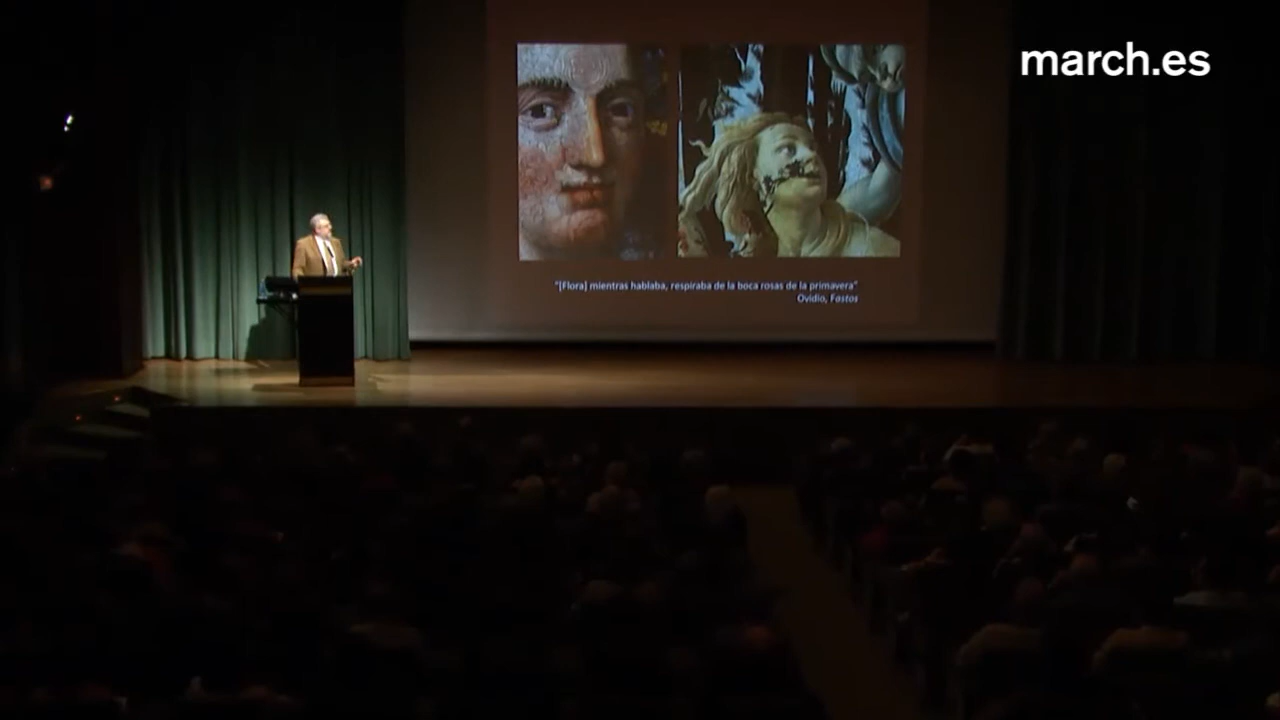 march.es
"[Flora] mientras hablaba, respiraba de la boca rosas de la primavera"
Ovidio, Fastos